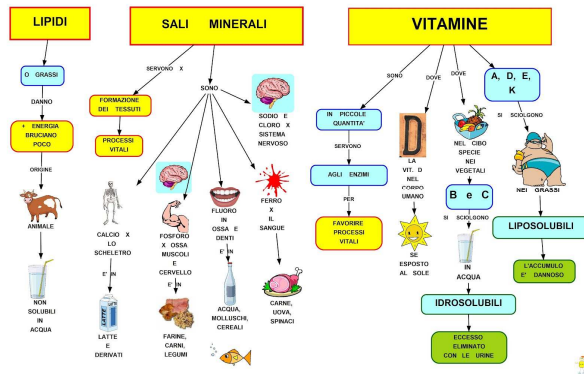 LIPIDI
O GRASSI
DANNO
+ ENERGIA
BRUCIANO
POCO
ORIGINE
ANIMALE
NON
SOLUBILI
IN
ACQUA
SALI MINERALI
SERVONO X
FORMAZIONE
DEI TESSUTI
PROCESSI
VITALI
SONO
CALCIO X
LO
SCHELETRO
E' IN
LATTE
LATTE
E
DERIVATI
FOSFORO
X OSSA
MUSCOLI E
CERVELLO
E' IN
FARINE,
CARNI,
LEGUMI
FLUORO
IN
OSSA E
DENTI
E' IN
ACQUA,
MOLLUSCHI,
CEREALI
SODIO E
CLORO X
SISTEMA
NERVOSO
FERRO
X
IL
SANGUE
CARNE,
UOVA,
SPINACI
VITAMINE
SONO
IN PICCOLE
QUANTITA'
SERVONO
AGLI ENZIMI
PER
FAVORIRE
PROCESSI
VITALI
DOVE
D
LA
VIT. D
NEL
CORPO
UMANO
SE
ESPOSTO
AL SOLE
DOVE
NEL CIBO
SPECIE
NEI
VEGETALI
B e C
SI SCIOLGONO
IN
ACQUA
IDROSOLUBILI
ECCESSO
ELIMINATO
CON LE URINE
A, D, E,
K
SI SCIOLGONO
NEI GRASSI
LIPOSOLUBILI
L'ACCUMULO
E' DANNOSO